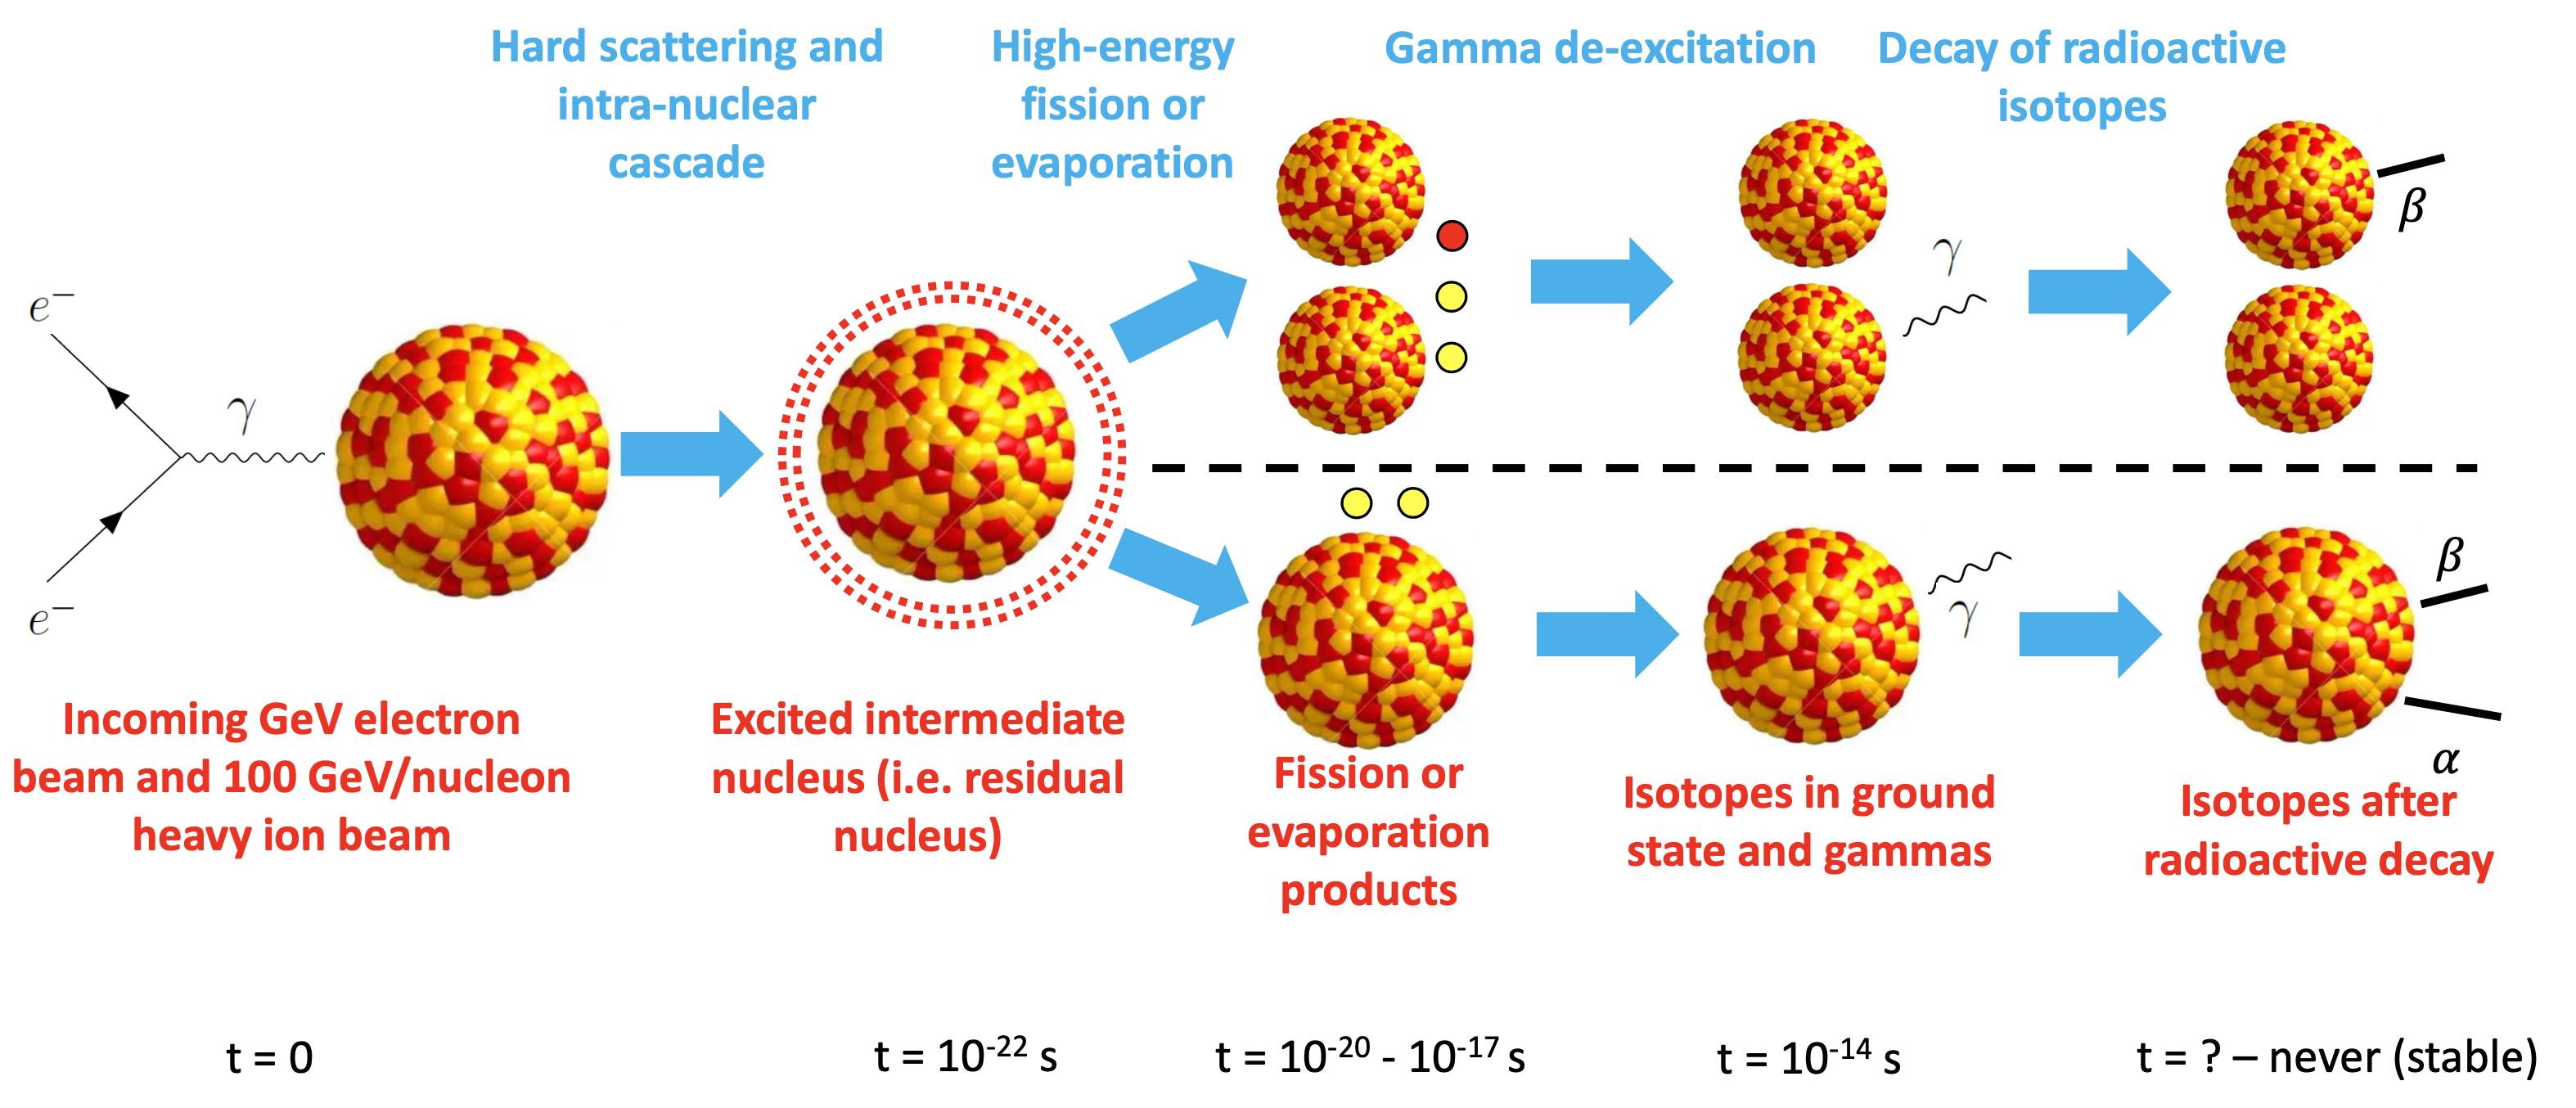 Hard scattering and
intra-nuclear
cascade
High-energy
fission or
evaporation
Gamma de-excitation
Decay of radioactive
isotopes
e⁻
γ
e⁻
γ
β
γ
β
α
Incoming GeV electron
beam and 100 GeV/nucleon
heavy ion beam
Excited intermediate
nucleus (i.e. residual
nucleus)
Fission or
evaporation
products
Isotopes in ground
state and gammas
Isotopes after
radioactive decay
t = 0
t = 10⁻²² s
t = 10⁻²⁰ - 10⁻¹⁷ s
t = 10⁻¹⁴ s
t = ? – never (stable)